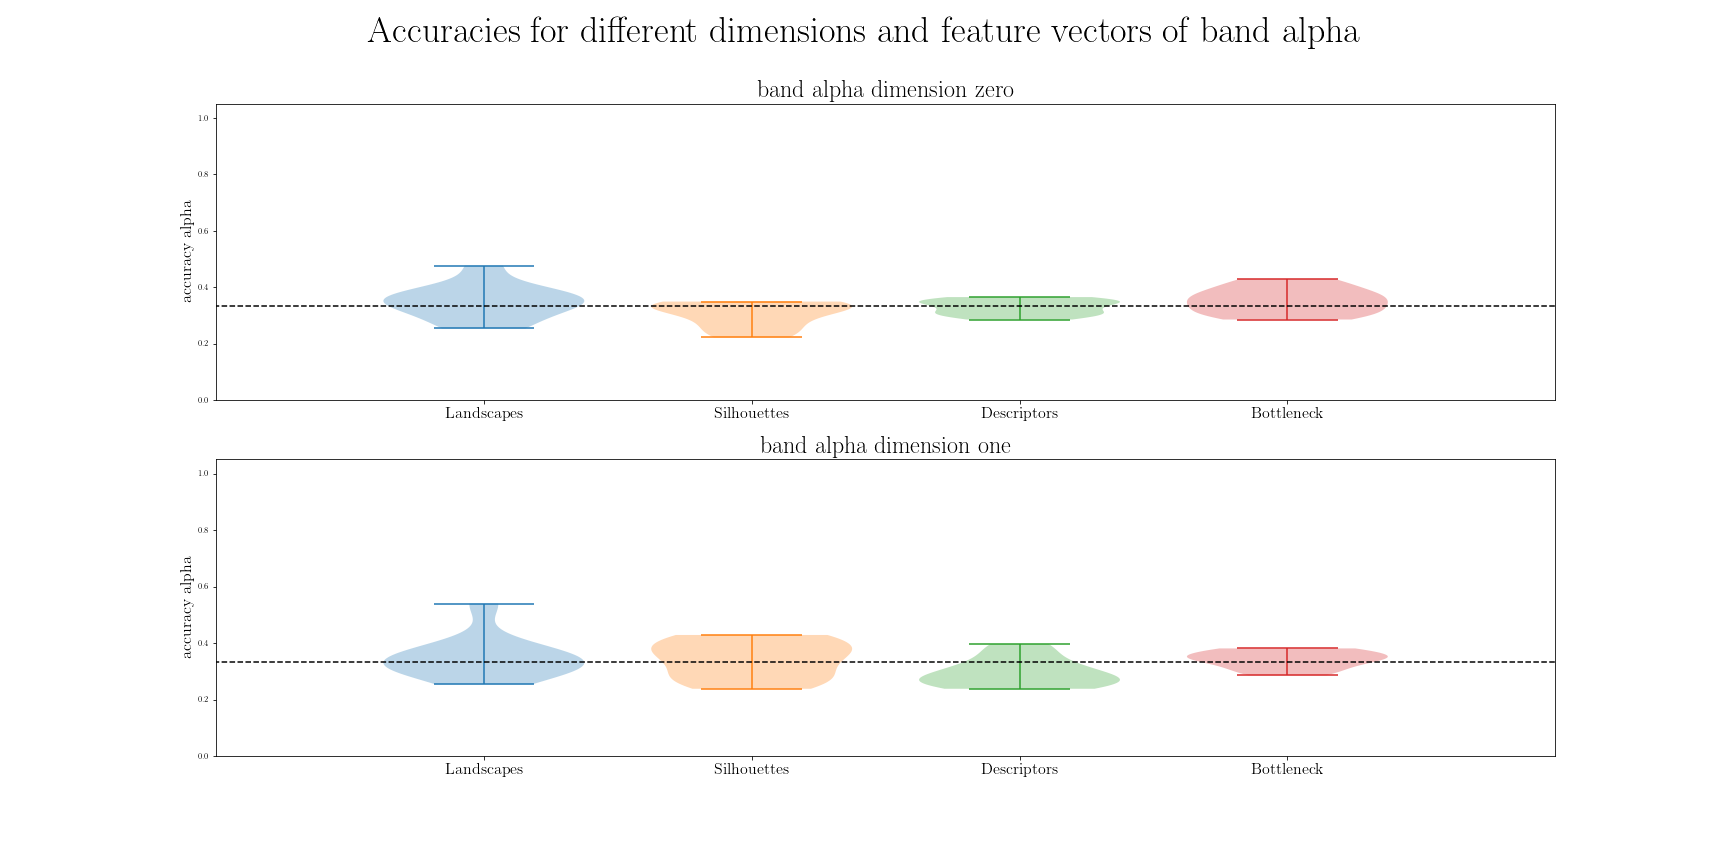 Accuracies for different dimensions and feature vectors of band alpha
band alpha dimension zero
accuracy alpha
1.0
0.8
0.6
0.4
0.2
0.0
Landscapes Silhouettes Descriptors Bottleneck
band alpha dimension one
accuracy alpha
1.0
0.8
0.6
0.4
0.2
0.0
Landscapes Silhouettes Descriptors Bottleneck